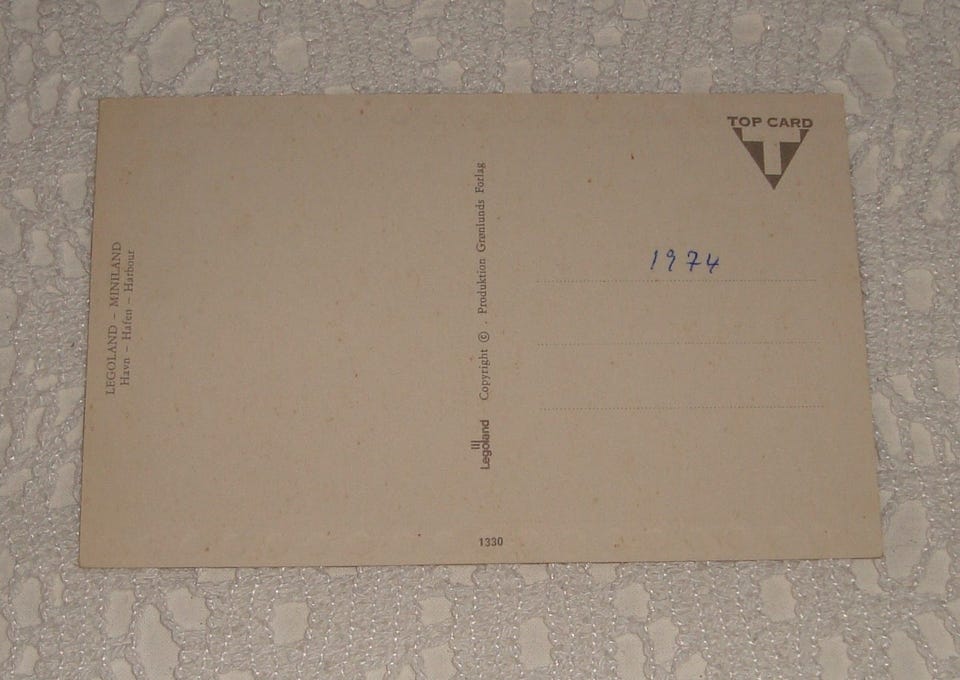 LEGOLAND – MINILAND
Havn – Hafen – Harbour
Legoland Copyright © . Produktion Grønlunds Forlag
TOP CARD
T
1974
1330